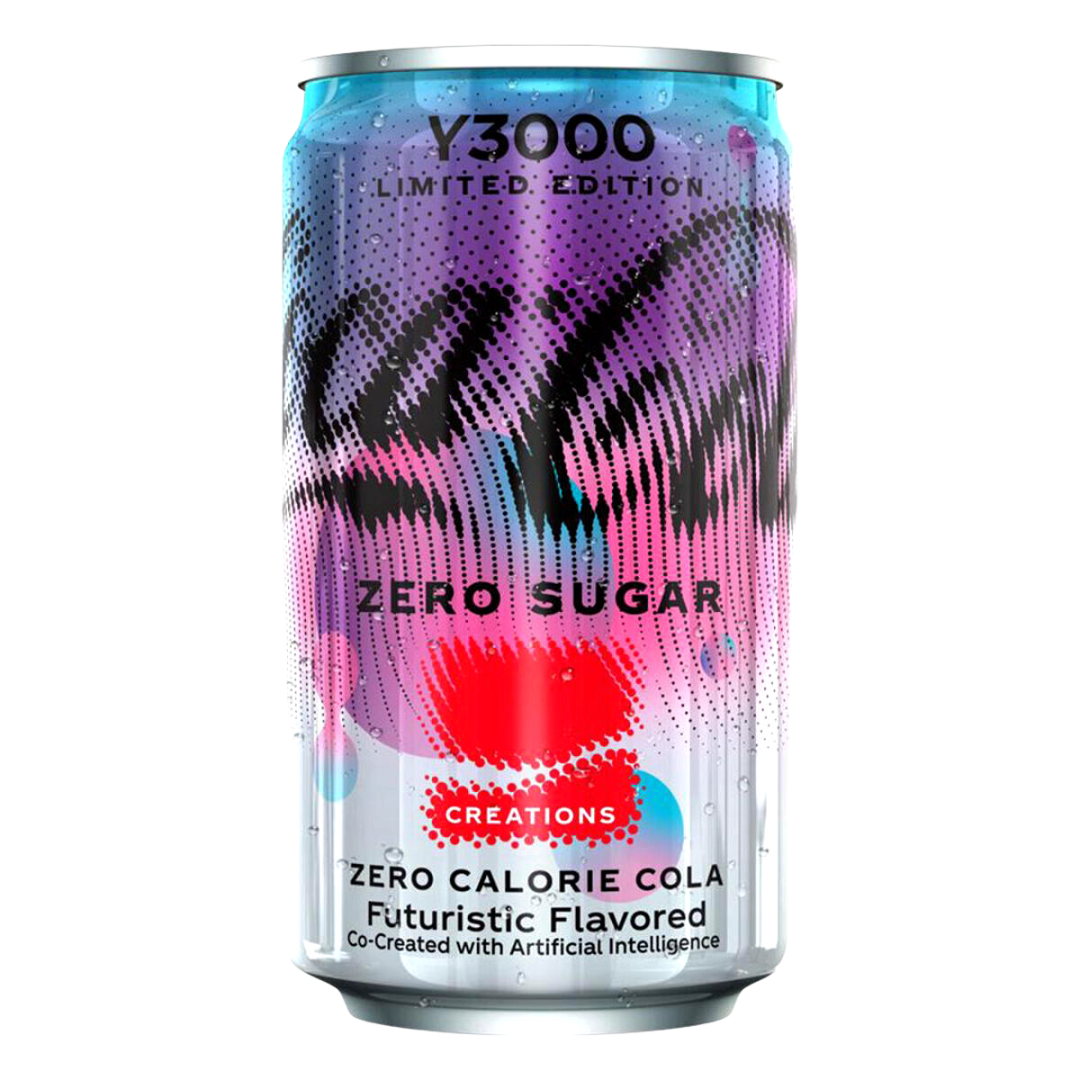 Y3000
LIMITED EDITION
ZERO SUGAR
CREATIONS
ZERO CALORIE COLA
Futuristic Flavored
Co-Created with Artificial Intelligence